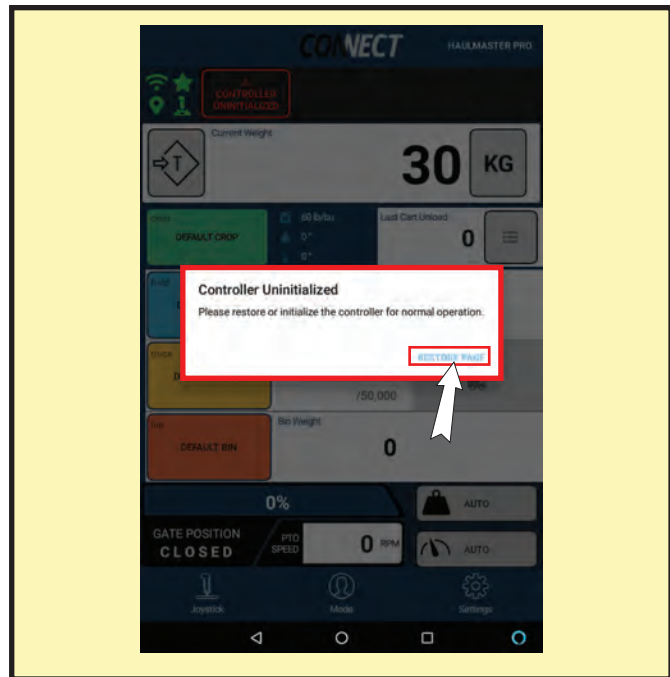 CONNECT
HAULMASTER PRO
CONTROLLER
UNINITIALIZED
Current Weight
T
30
KG
DEFAULT CROP
60 lb/bu
0°
0°
Last Cart Unload
0
Controller Uninitialized
Please restore or initialize the controller for normal operation.
RESTORE PAGE
/50,000
Bin Weight
DEFAULT BIN
0
0%
AUTO
GATE POSITION
CLOSED
PTO
SPEED
0 RPM
AUTO
Joystick
Mode
Settings